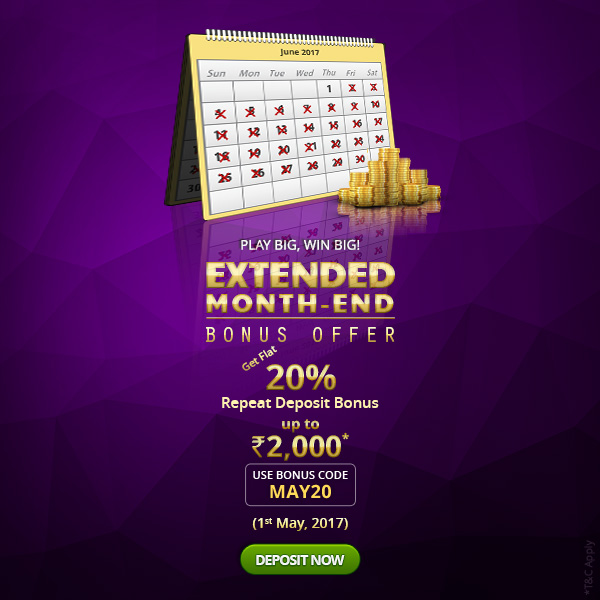 June 2017
Sun Mon Tue Wed Thu Fri Sat
1 2 3
4 5 6 7 8 9 10
11 12 13 14 15 16 17
18 19 20 21 22 23 24
25 26 27 28 29 30
30
PLAY BIG, WIN BIG!
EXTENDED
MONTH-END
BONUS OFFER
Get Flat
20%
Repeat Deposit Bonus
up to
₹2,000*
USE BONUS CODE
MAY20
(1st May, 2017)
DEPOSIT NOW
*T&C Apply